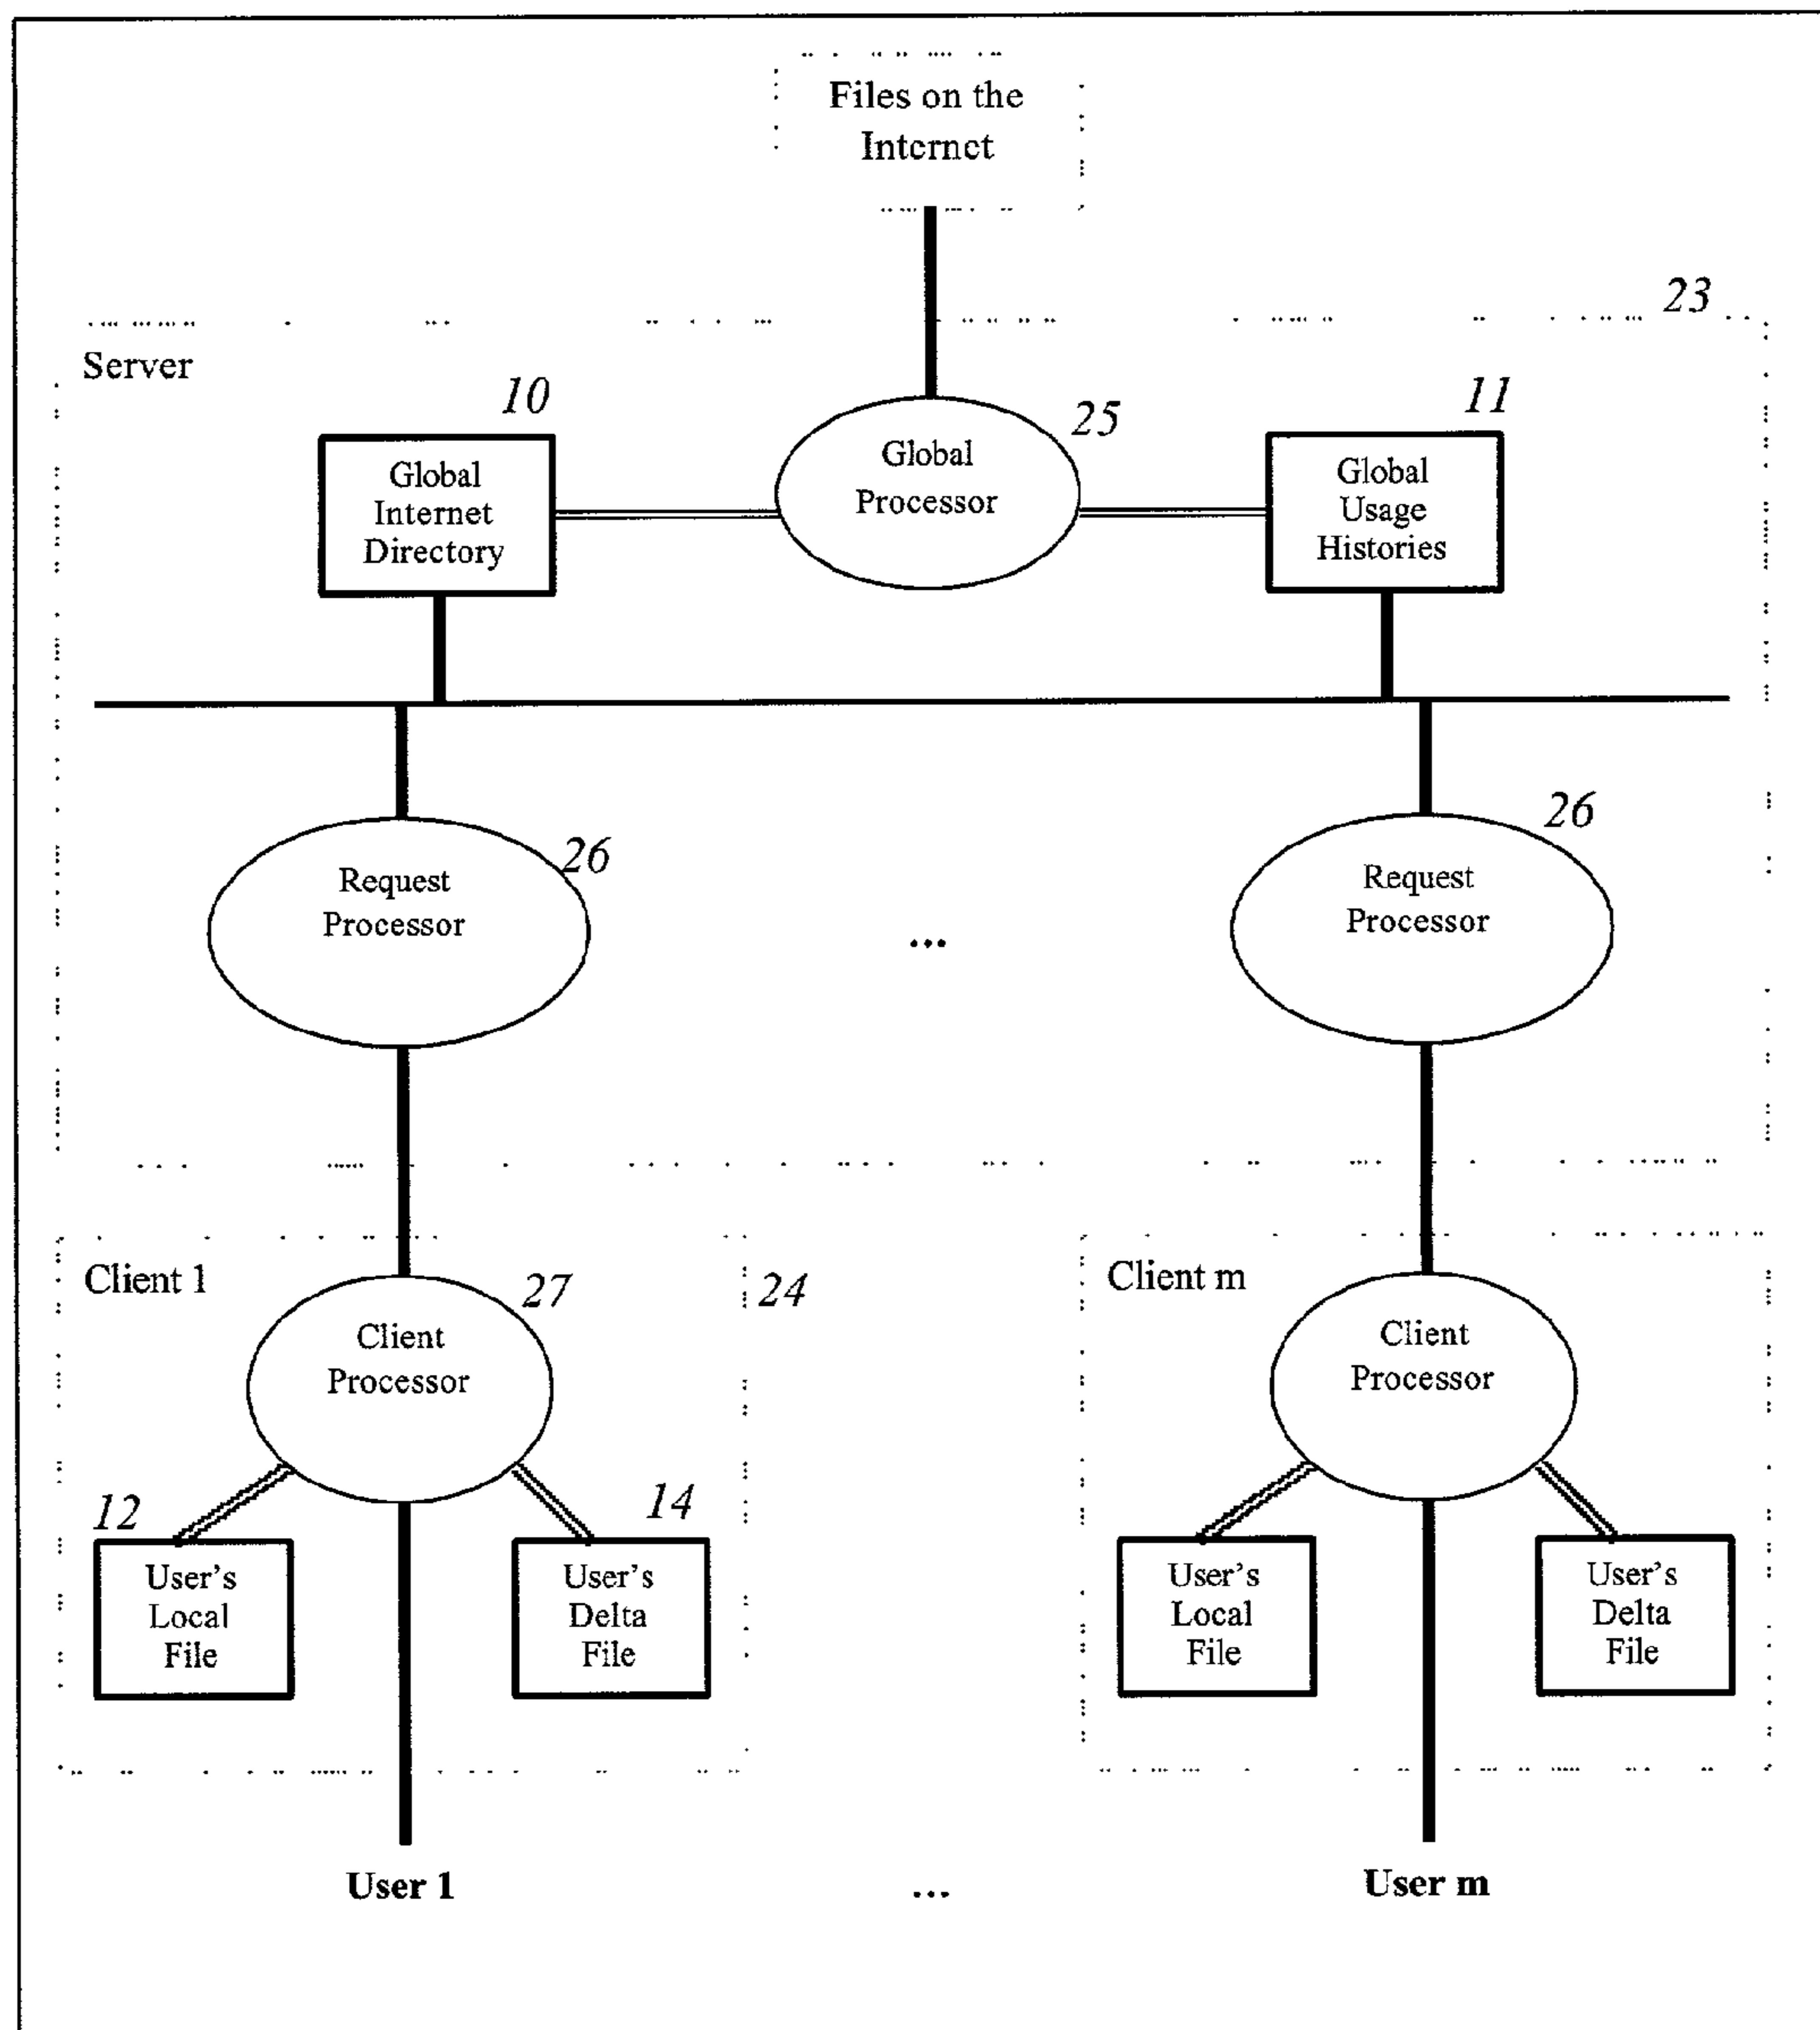 Files on the
Internet
23
Server
10
25
11
Global
Internet
Directory
Global
Processor
Global
Usage
Histories
26
Request
Processor
...
26
Request
Processor
Client 1
27
24
Client
Processor
Client m
Client
Processor
12
14
User's
Local
File
User's
Delta
File
User's
Local
File
User's
Delta
File
User 1
...
User m